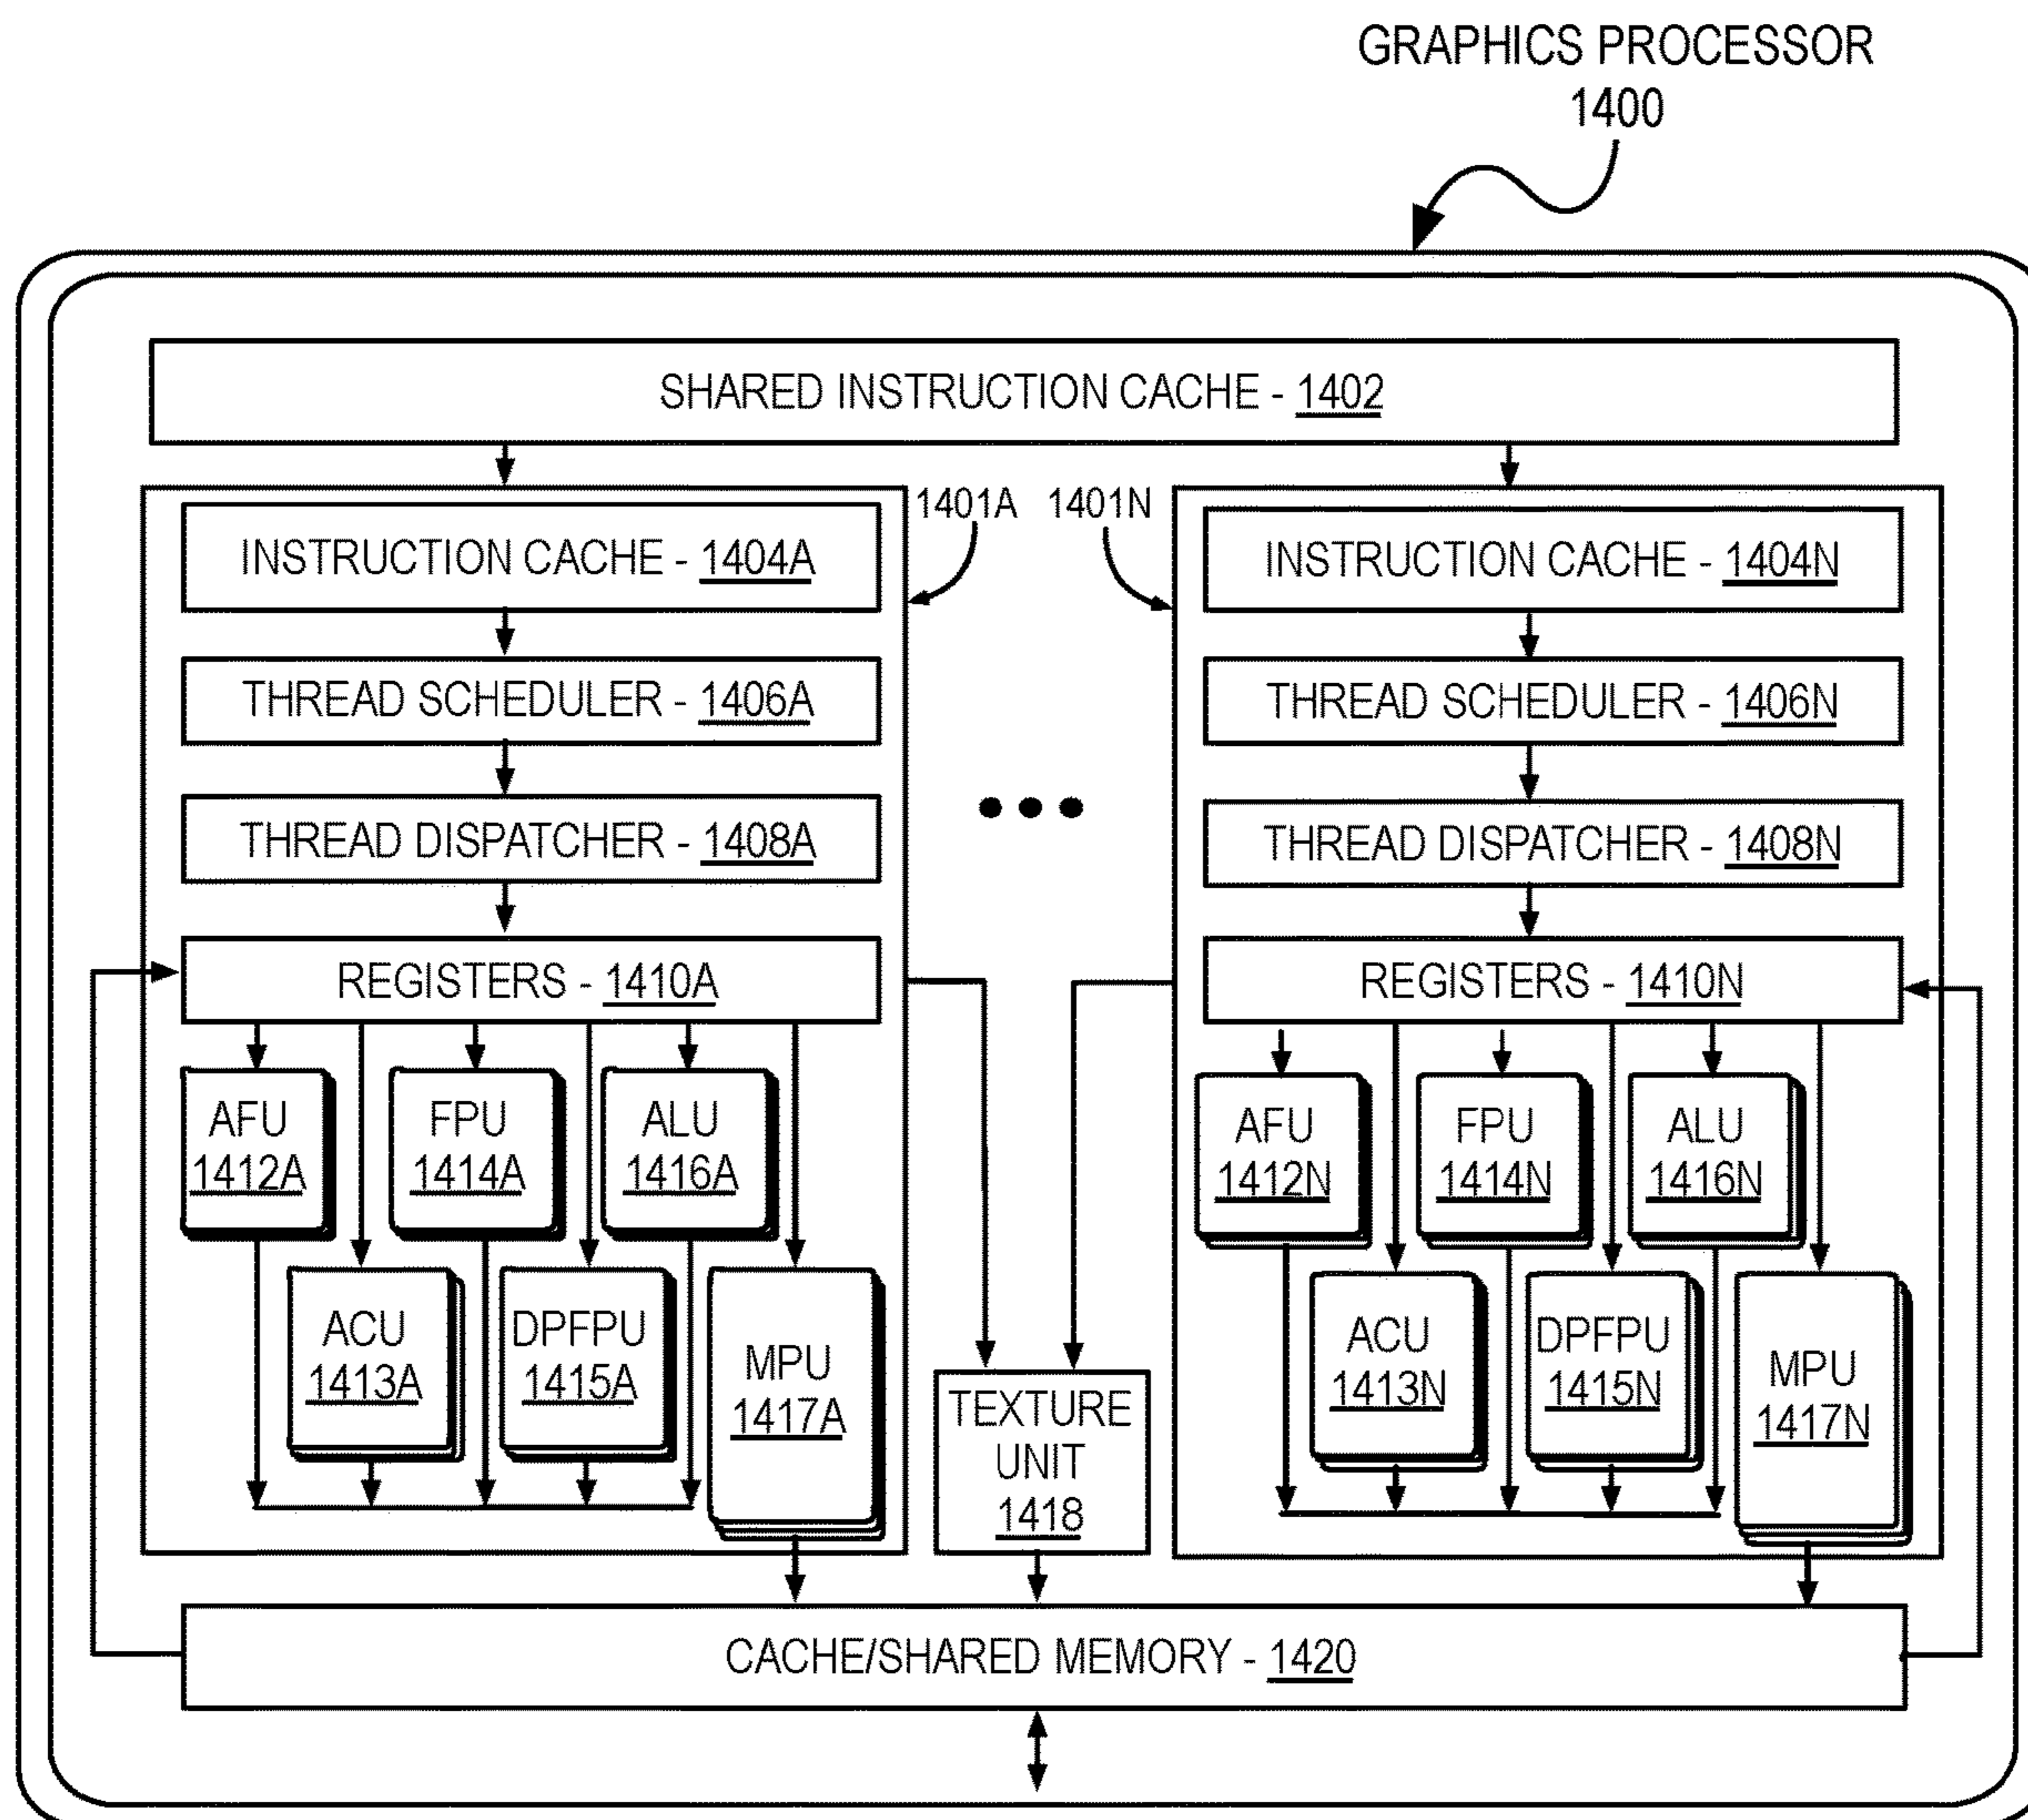 GRAPHICS PROCESSOR
1400
SHARED INSTRUCTION CACHE - 1402
1401A
1401N
INSTRUCTION CACHE - 1404A
THREAD SCHEDULER - 1406A
THREAD DISPATCHER - 1408A
REGISTERS - 1410A
AFU
1412A
FPU
1414A
ALU
1416A
ACU
1413A
DPFPU
1415A
MPU
1417A
TEXTURE
UNIT
1418
INSTRUCTION CACHE - 1404N
THREAD SCHEDULER - 1406N
THREAD DISPATCHER - 1408N
REGISTERS - 1410N
AFU
1412N
FPU
1414N
ALU
1416N
ACU
1413N
DPFPU
1415N
MPU
1417N
CACHE/SHARED MEMORY - 1420